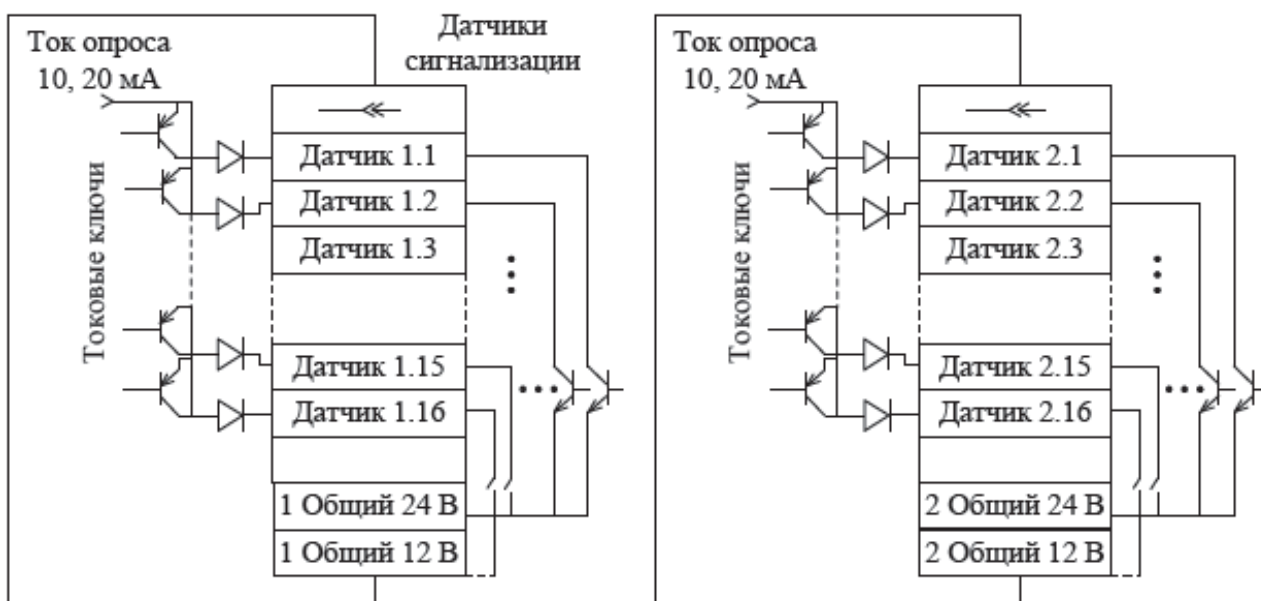 Ток опроса
10, 20 мА
Датчики
сигнализации
Токовые ключи
Датчик 1.1
Датчик 1.2
Датчик 1.3
Датчик 1.15
Датчик 1.16
1 Общий 24 В
1 Общий 12 В
Ток опроса
10, 20 мА
Токовые ключи
Датчик 2.1
Датчик 2.2
Датчик 2.3
Датчик 2.15
Датчик 2.16
2 Общий 24 В
2 Общий 12 В